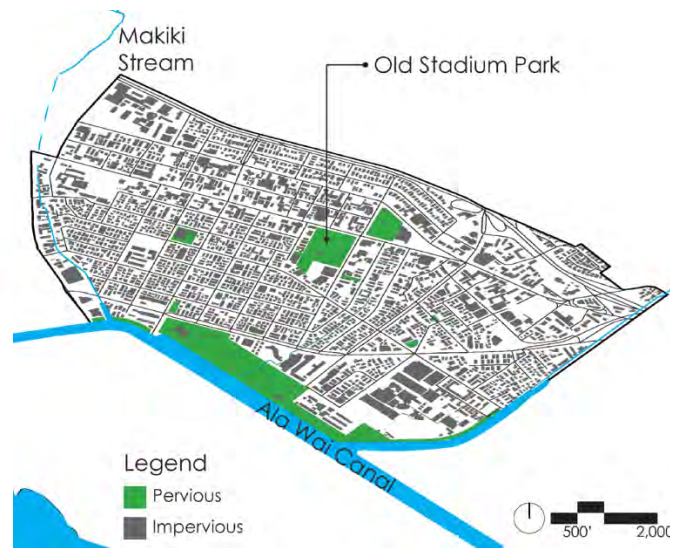 Makiki
Stream
Old Stadium Park
Ala Wai Canal
Legend
Pervious
Impervious
500'
2,000